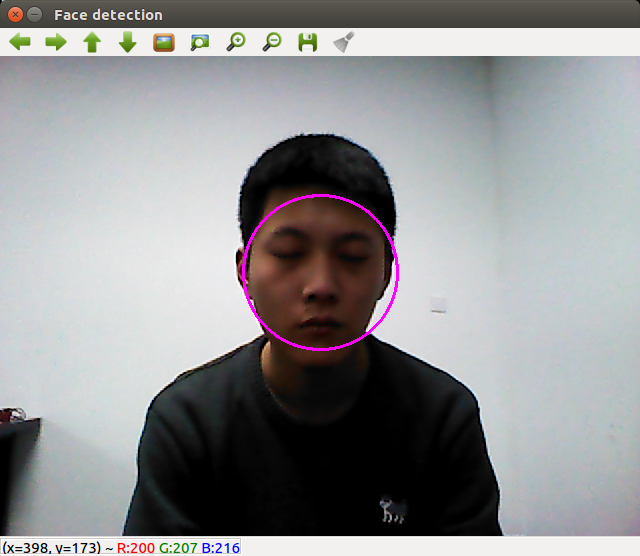 Face detection
(x=398, y=173) ~ R:200 G:207 B:216